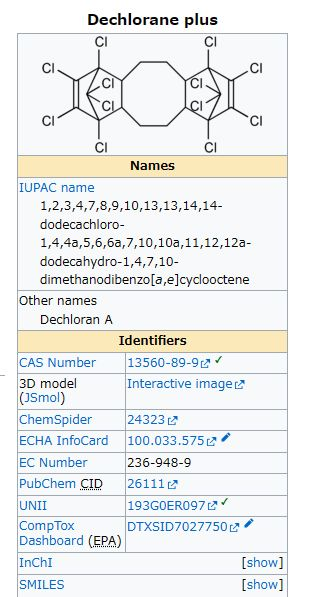 Dechlorane plus
Cl Cl
Cl Cl
Cl Cl
Cl Cl
Cl Cl
Cl Cl
Names
IUPAC name
1,2,3,4,7,8,9,10,13,13,14,14-
dodecachloro-
1,4,4a,5,6,6a,7,10,10a,11,12,12a-
dodecahydro-1,4,7,10-
dimethanodibenzo[a,e]cyclooctene
Other names
Dechloran A
Identifiers
CAS Number 13560-89-9 ✓
3D model Interactive image
(JSmol)
ChemSpider 24323
ECHA InfoCard 100.033.575
EC Number 236-948-9
PubChem CID 26111
UNII 193G0ER097 ✓
CompTox DTXSID7027750
Dashboard (EPA)
InChI [show]
SMILES [show]